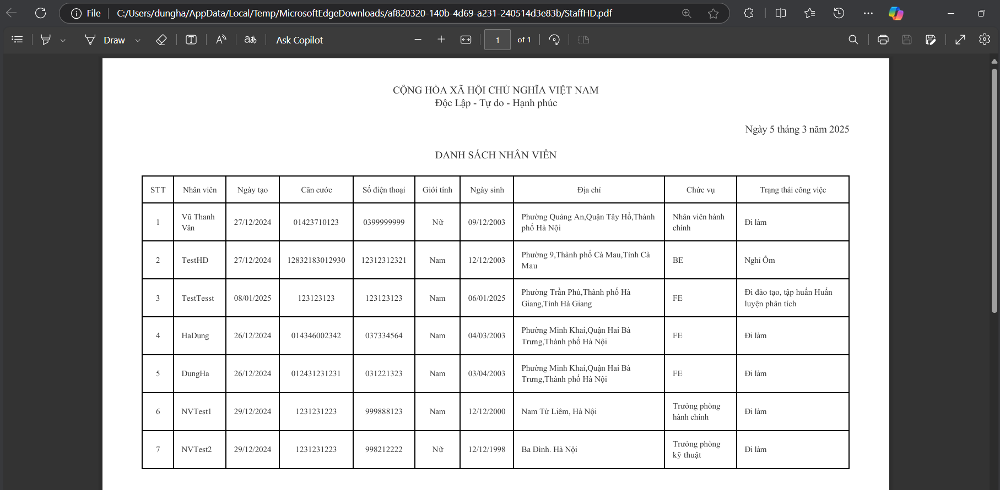 File C:/Users/dungha/AppData/Local/Temp/MicrosoftEdgeDownloads/af820320-140b-4d69-a231-240514d3e83b/StaffHD.pdf
Draw T A aあ Ask Copilot 1 of 1
CỘNG HÒA XÃ HỘI CHỦ NGHĨA VIỆT NAM
Độc Lập - Tự do - Hạnh phúc
Ngày 5 tháng 3 năm 2025
DANH SÁCH NHÂN VIÊN
STT Nhân viên Ngày tạo Căn cước Số điện thoại Giới tính Ngày sinh Địa chỉ Chức vụ Trạng thái công việc
1 Vũ Thanh Vân 27/12/2024 01423710123 0399999999 Nữ 09/12/2003 Phường Quảng An,Quận Tây Hồ,Thành phố Hà Nội Nhân viên hành chính Đi làm
2 TestHD 27/12/2024 12832183012930 12312312321 Nam 12/12/2003 Phường 9,Thành phố Cà Mau,Tỉnh Cà Mau BE Nghỉ Ốm
3 TestTesst 08/01/2025 123123123 123123123 Nam 06/01/2025 Phường Trần Phú,Thành phố Hà Giang,Tỉnh Hà Giang FE Đi đào tạo, tập huấn Huấn luyện phân tích
4 HaDung 26/12/2024 014346002342 037334564 Nam 04/03/2003 Phường Minh Khai,Quận Hai Bà Trưng,Thành phố Hà Nội FE Đi làm
5 DungHa 26/12/2024 012431231231 031221323 Nam 03/04/2003 Phường Minh Khai,Quận Hai Bà Trưng,Thành phố Hà Nội FE Đi làm
6 NVTest1 29/12/2024 1231231223 999888123 Nam 12/12/2000 Nam Từ Liêm, Hà Nội Trưởng phòng hành chính Đi làm
7 NVTest2 29/12/2024 1231231223 998212222 Nữ 12/12/1998 Ba Đình. Hà Nội Trưởng phòng kỹ thuật Đi làm